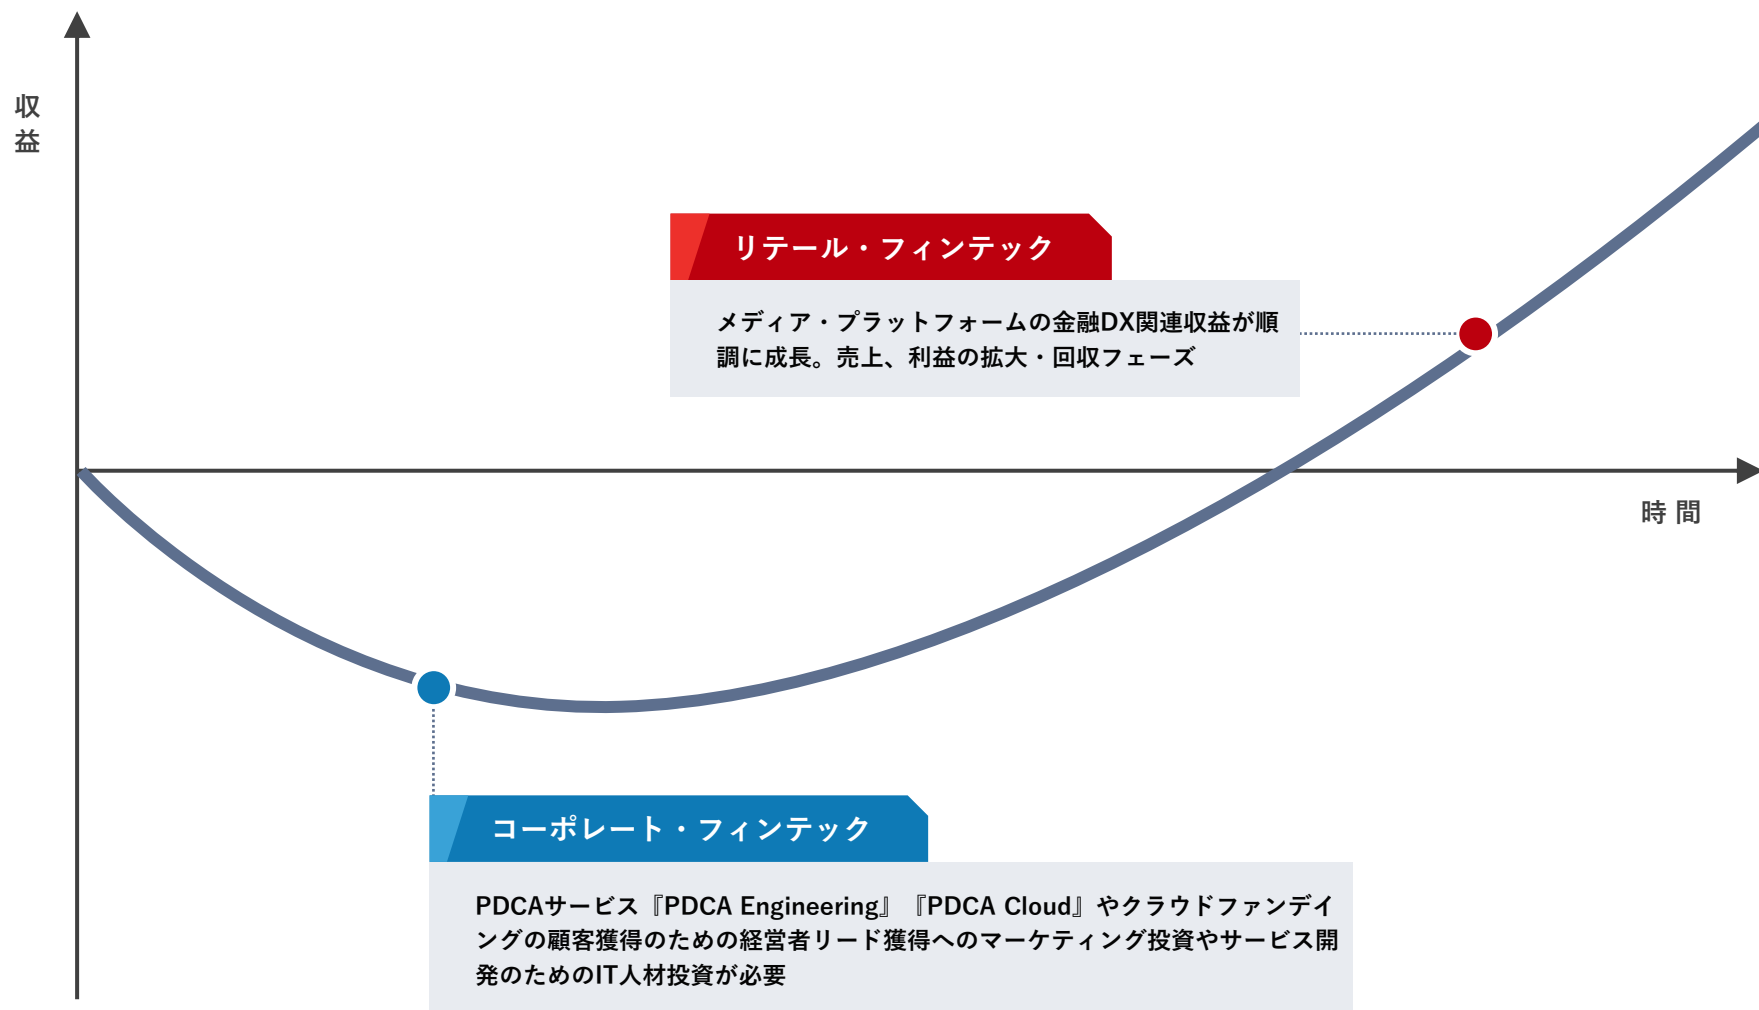 収益
リテール・フィンテック
メディア・プラットフォームの金融DX関連収益が順
調に成長。売上、利益の拡大・回収フェーズ
時間
コーポレート・フィンテック
PDCAサービス『PDCA Engineering』『PDCA Cloud』やクラウドファンデイ
ングの顧客獲得のための経営者リード獲得へのマーケティング投資やサービス開
発のためのIT人材投資が必要